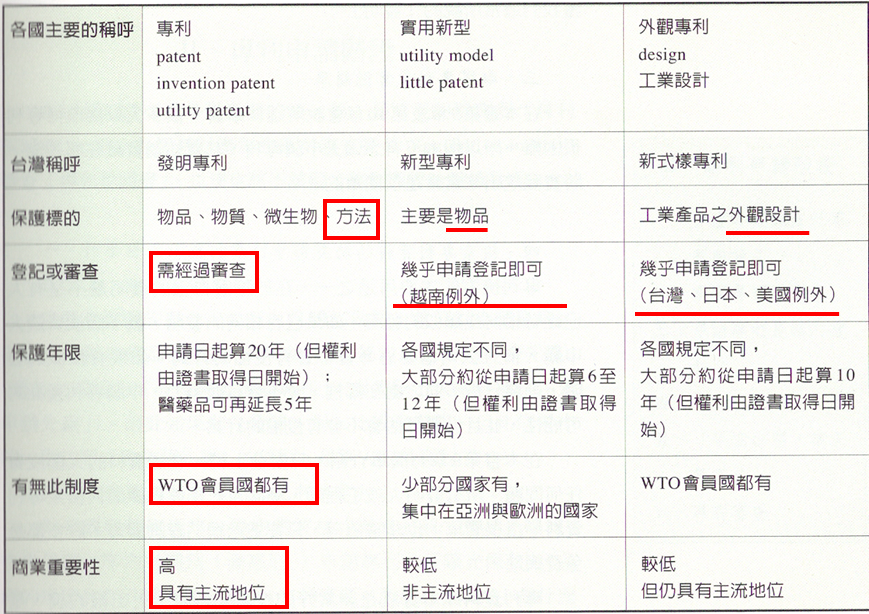 各國主要的稱呼
專利
patent
invention patent
utility patent
實用新型
utility model
little patent
外觀專利
design
工業設計
台灣稱呼
發明專利
新型專利
新式樣專利
保護標的
物品、物質、微生物、方法
主要是物品
工業產品之外觀設計
登記或審查
需經過審查
幾乎申請登記即可
（越南例外）
幾乎申請登記即可
（台灣、日本、美國例外）
保護年限
申請日起算20年（但權利
由證書取得日開始）；
醫藥品可再延長5年
各國規定不同，
大部分約從申請日起算6至
12年（但權利由證書取得
日開始）
各國規定不同，
大部分約從申請日起算10
年（但權利由證書取得日開
始）
有無此制度
WTO會員國都有
少部分國家有，
集中在亞洲與歐洲的國家
WTO會員國都有
商業重要性
高
具有主流地位
較低
非主流地位
較低
但仍具有主流地位